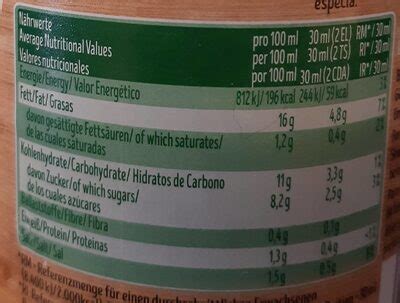 especia.
Nährwerte
Average Nutritional Values
Valores nutricionales
pro 100 ml 30 ml (2 EL) RM* / 30 ml
per 100 ml 30 ml (2 TS) RI* / 30 ml
por 100 ml 30 ml (2 CDA) IR* / 30 ml
Energie/Energy/ Valor Energético 812 kJ/ 196 kcal 244 kJ/ 59 kcal
Fett/Fat/ Grasas 16 g 4,8 g 7%
davon gesättigte Fettsäuren/ of which saturates/
de las cuales saturadas 1,2 g 0,4 g
Kohlenhydrate/Carbohydrate/ Hidratos de Carbono 11 g 3,3 g
davon Zucker/of which sugars/
de los cuales azúcares 8,2 g 2,5 g
Ballaststoffe/Fibre/ Fibra 0,4 g 0,1 g
Eiweiß/Protein/ Proteínas 1,3 g 0,4 g
Salz/Salt/ Sal 1,5 g
*RM - Referenzmenge für einen